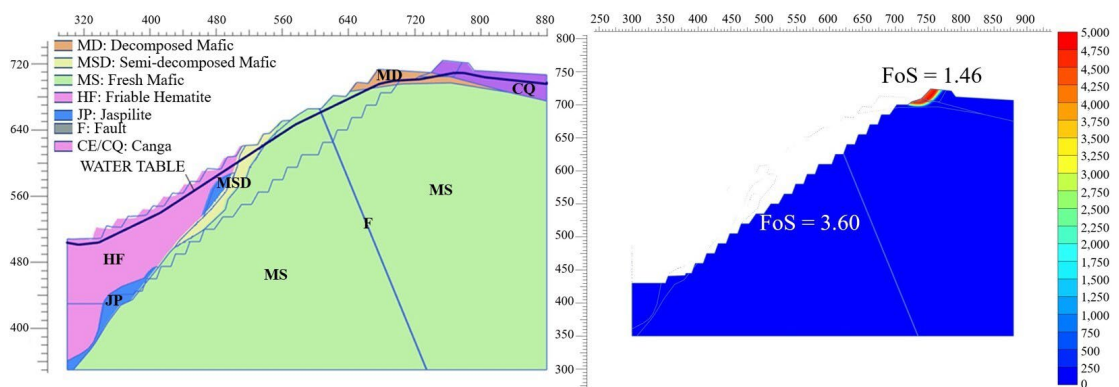 320 400 480 560 640 720 800 880
MD: Decomposed Mafic
MSD: Semi-decomposed Mafic
MS: Fresh Mafic
HF: Friable Hematite
JP: Jaspilite
F: Fault
CE/CQ: Canga
WATER TABLE
720
640
560
480
400
MD
CQ
MSD
MS
F
HF
MS
JP
250 300 350 400 450 500 550 600 650 700 750 800 850 900
800
750
700
650
600
550
500
450
400
350
300
FoS = 1.46
FoS = 3.60
5,000
4,750
4,500
4,250
4,000
3,750
3,500
3,250
3,000
2,750
2,500
2,250
2,000
1,750
1,500
1,250
1,000
750
500
250
0